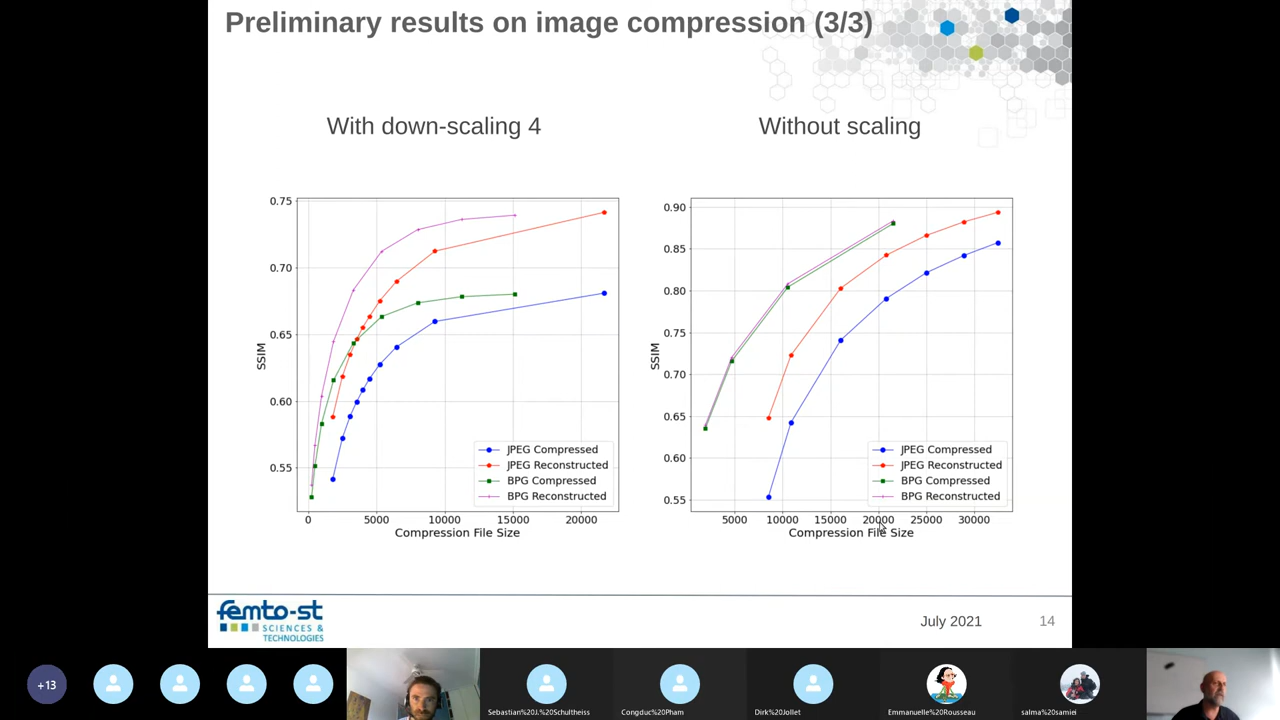 Preliminary results on image compression (3/3)
With down-scaling 4
Without scaling
0.75
0.70
0.65
0.60
0.55
SSIM
0 5000 10000 15000 20000
Compression File Size
JPEG Compressed
JPEG Reconstructed
BPG Compressed
BPG Reconstructed
0.90
0.85
0.80
0.75
0.70
0.65
0.60
0.55
SSIM
5000 10000 15000 20000 25000 30000
Compression File Size
JPEG Compressed
JPEG Reconstructed
BPG Compressed
BPG Reconstructed
femto-st
SCIENCES &
TECHNOLOGIES
July 2021 14
+13
Sebastian%20J.%20Schultheiss
Congduc%20Pham
Dirk%20Jollet
Emmanuelle%20Rousseau
salma%20samiei